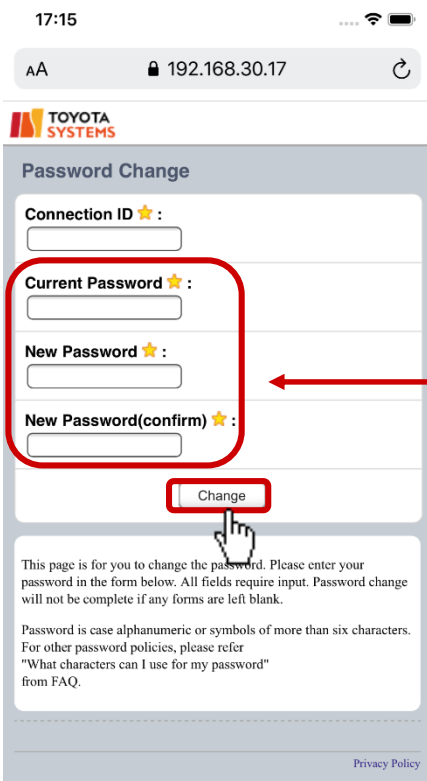 17:15
AA 192.168.30.17
TOYOTA
SYSTEMS
Password Change
Connection ID :
Current Password :
New Password :
New Password(confirm) :
Change
This page is for you to change the password. Please enter your
password in the form below. All fields require input. Password change
will not be complete if any forms are left blank.
Password is case alphanumeric or symbols of more than six characters.
For other password policies, please refer
"What characters can I use for my password"
from FAQ.
Privacy Policy